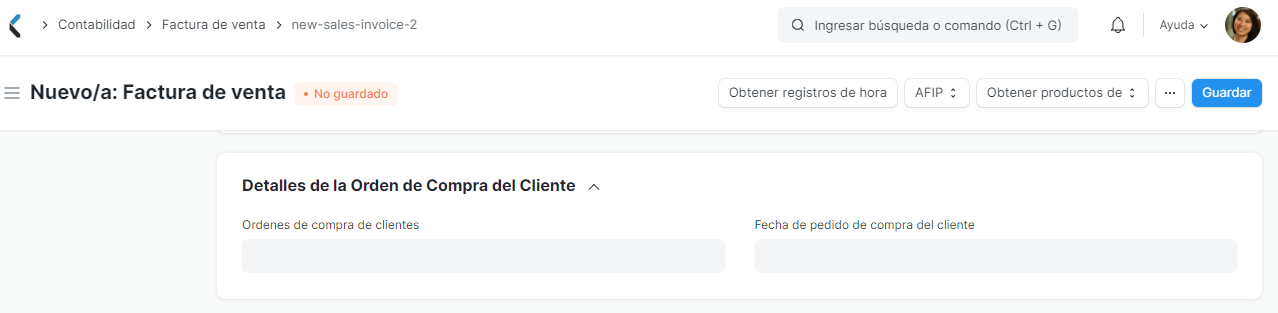 Contabilidad Factura de venta new-sales-invoice-2 Ingresar búsqueda o comando (Ctrl + G) Ayuda
Nuevo/a: Factura de venta • No guardado Obtener registros de hora AFIP Obtener productos de ... Guardar
Detalles de la Orden de Compra del Cliente
Ordenes de compra de clientes Fecha de pedido de compra del cliente